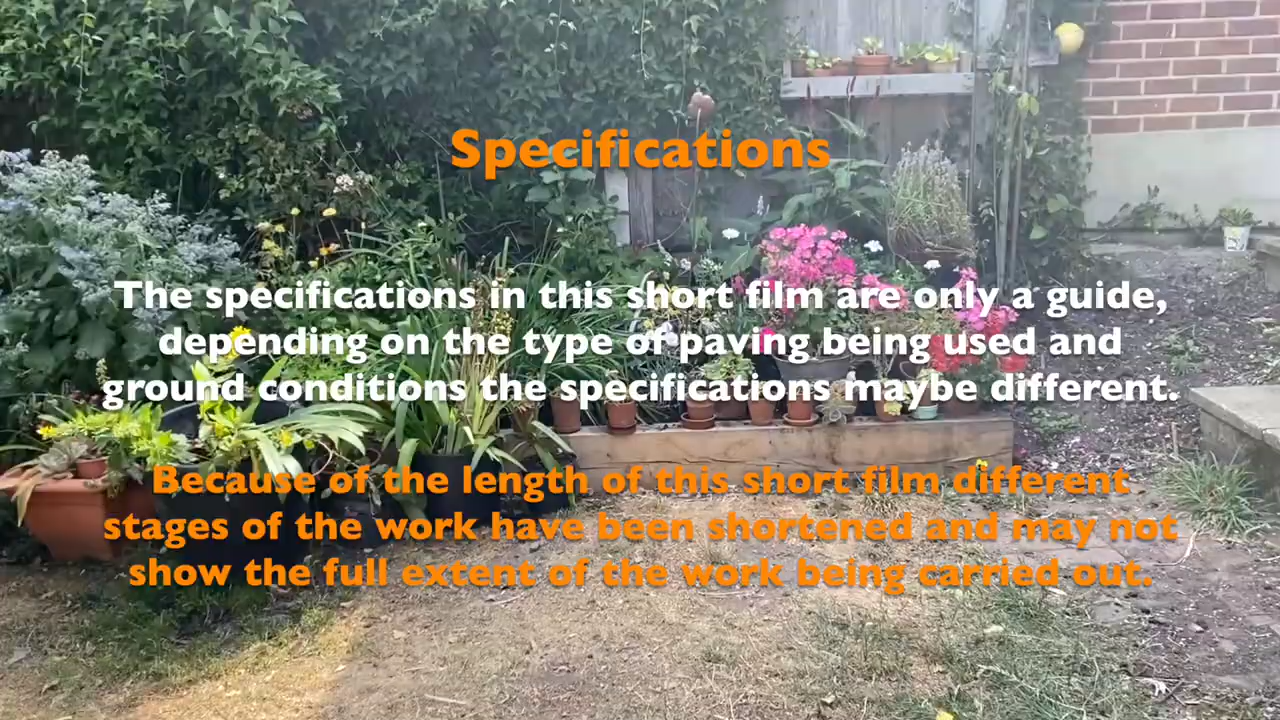 Specifications
The specifications in this short film are only a guide,
depending on the type of paving being used and
ground conditions the specifications maybe different.
Because of the length of this short film different
stages of the work have been shortened and may not
show the full extent of the work being carried out.